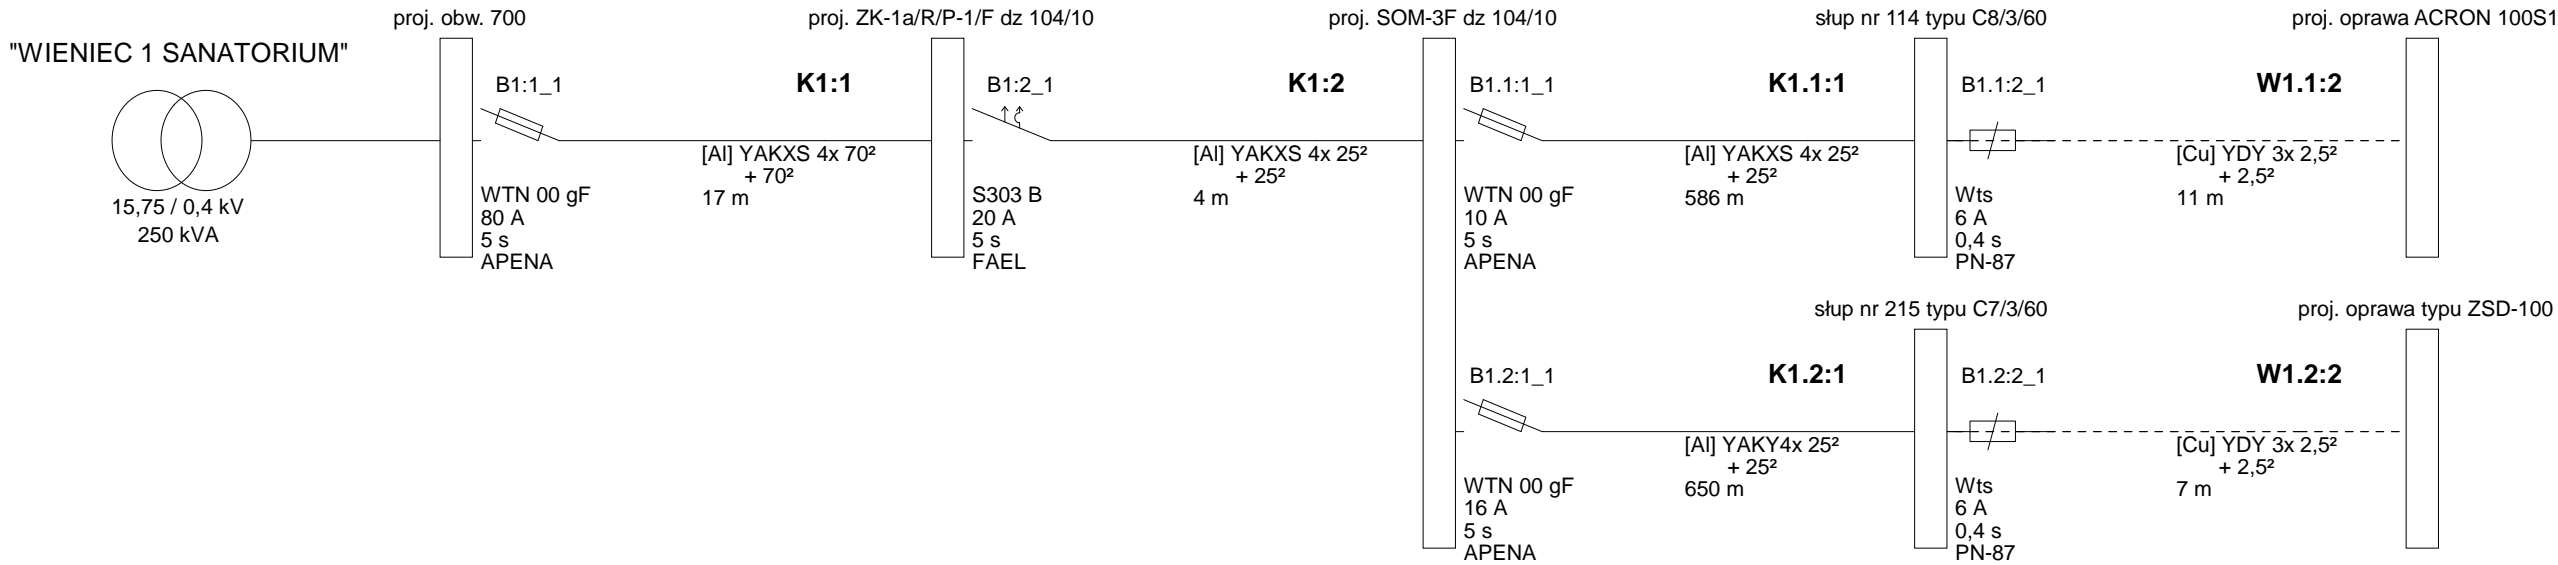 proj. obw. 700
proj. ZK-1a/R/P-1/F dz 104/10
proj. SOM-3F dz 104/10
słup nr 114 typu C8/3/60
proj. oprawa ACRON 100S1
"WIENIEC 1 SANATORIUM"
B1:1_1
K1:1
B1:2_1
K1:2
B1.1:1_1
K1.1:1
B1.1:2_1
W1.1:2
15,75 / 0,4 kV
250 kVA
[Al] YAKXS 4x 70²
+ 70²
17 m
WTN 00 gF
80 A
5 s
APENA
[Al] YAKXS 4x 25²
+ 25²
4 m
S303 B
20 A
5 s
FAEL
[Al] YAKXS 4x 25²
+ 25²
586 m
WTN 00 gF
10 A
5 s
APENA
[Cu] YDY 3x 2,5²
+ 2,5²
11 m
Wts
6 A
0,4 s
PN-87
słup nr 215 typu C7/3/60
proj. oprawa typu ZSD-100
B1.2:1_1
K1.2:1
B1.2:2_1
W1.2:2
[Al] YAKY4x 25²
+ 25²
650 m
WTN 00 gF
16 A
5 s
APENA
[Cu] YDY 3x 2,5²
+ 2,5²
7 m
Wts
6 A
0,4 s
PN-87